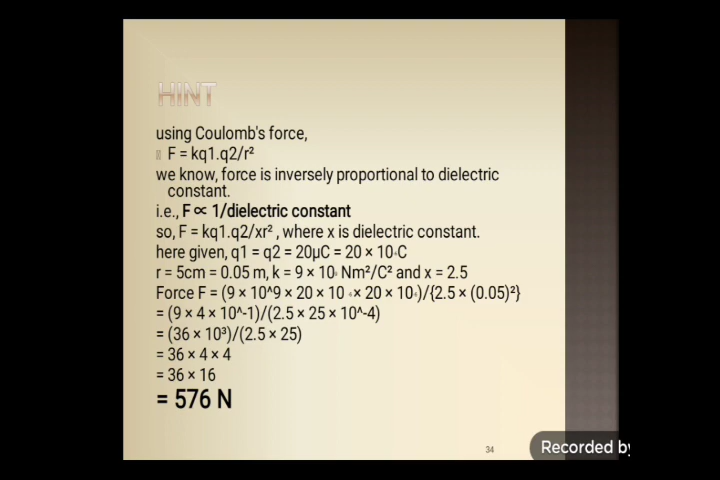 HINT
using Coulomb's force,
F = kq1.q2/r²
we know, force is inversely proportional to dielectric
constant.
i.e., F ∝ 1/dielectric constant
so, F = kq1.q2/xr² , where x is dielectric constant.
here given, q1 = q2 = 20μC = 20 × 10 C
r = 5cm = 0.05 m, k = 9 × 10 Nm²/C² and x = 2.5
Force F = (9 × 10^9 × 20 × 10 × 20 × 10 )/{2.5 × (0.05)²}
= (9 × 4 × 10^-1)/(2.5 × 25 × 10^-4)
= (36 × 10³)/(2.5 × 25)
= 36 × 4 × 4
= 36 × 16
= 576 N
34
Recorded by